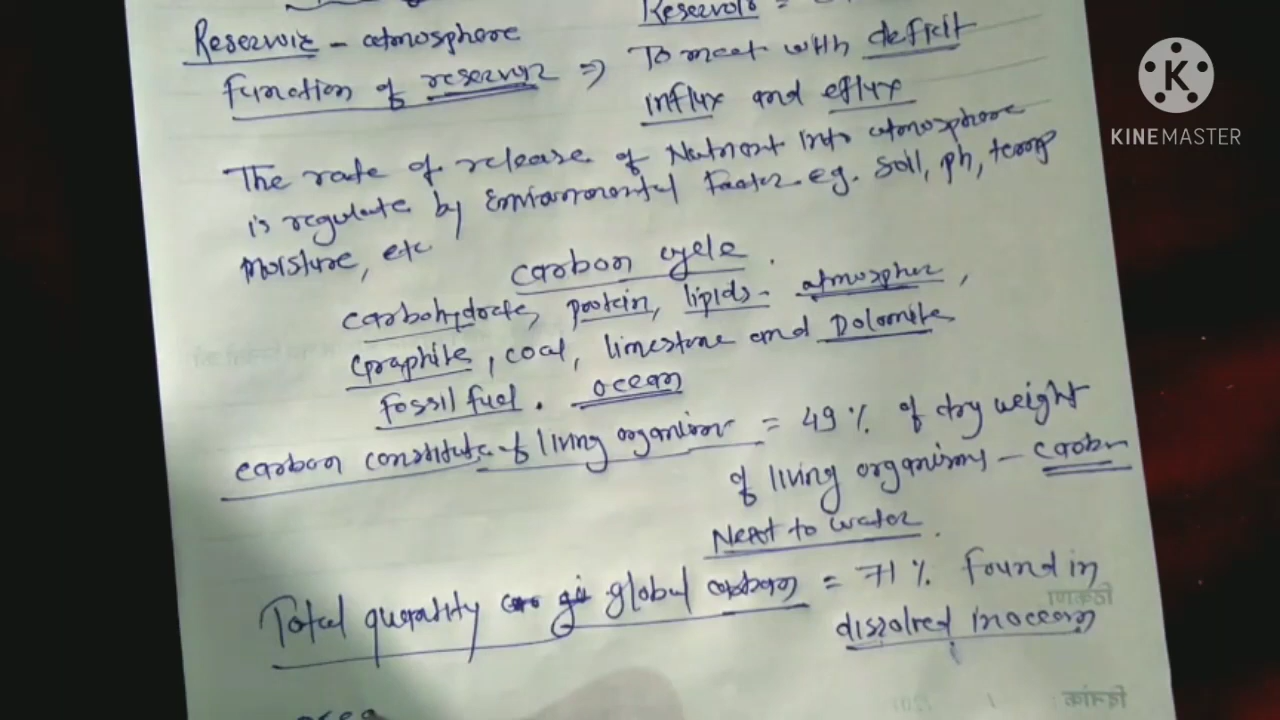 Reservoir =
Reservoir - atmosphere
To meet with deficit
function of reservoir ⇒
influx and efflux
The rate of release of Nutrient into atmosphere
is regulate by Environmental factor eg. soil, ph, temp
Moisture, etc
carbon cycle.
carbohydrate, protein, lipids - atmospher,
Graphite, coal, limestone and Dolomite
Fossil fuel. ocean
carbon constitute of living organism = 49% of dry weight
of living organisms - carbon
Next to water.
Total quantity of global carbon = 71% Found in
dissolved in ocean
K
KINEMASTER